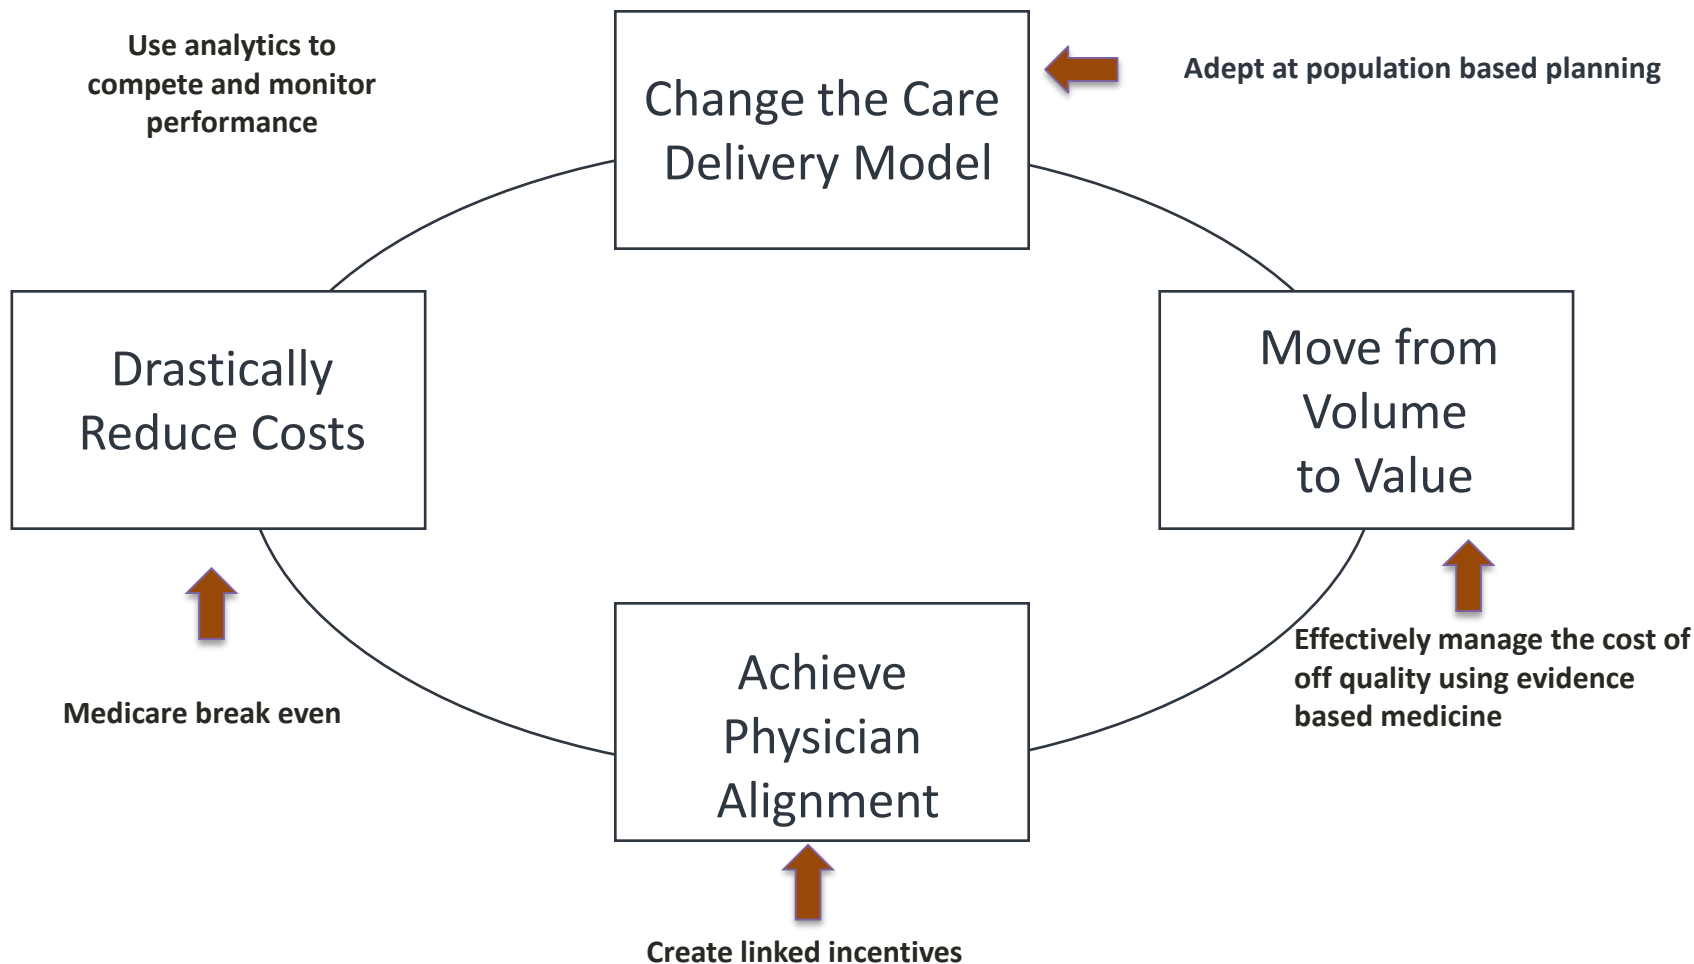 Use analytics to
compete and monitor
performance
Change the Care
Delivery Model
Adept at population based planning
Drastically
Reduce Costs
Move from
Volume
to Value
Medicare break even
Achieve
Physician
Alignment
Effectively manage the cost of
off quality using evidence
based medicine
Create linked incentives